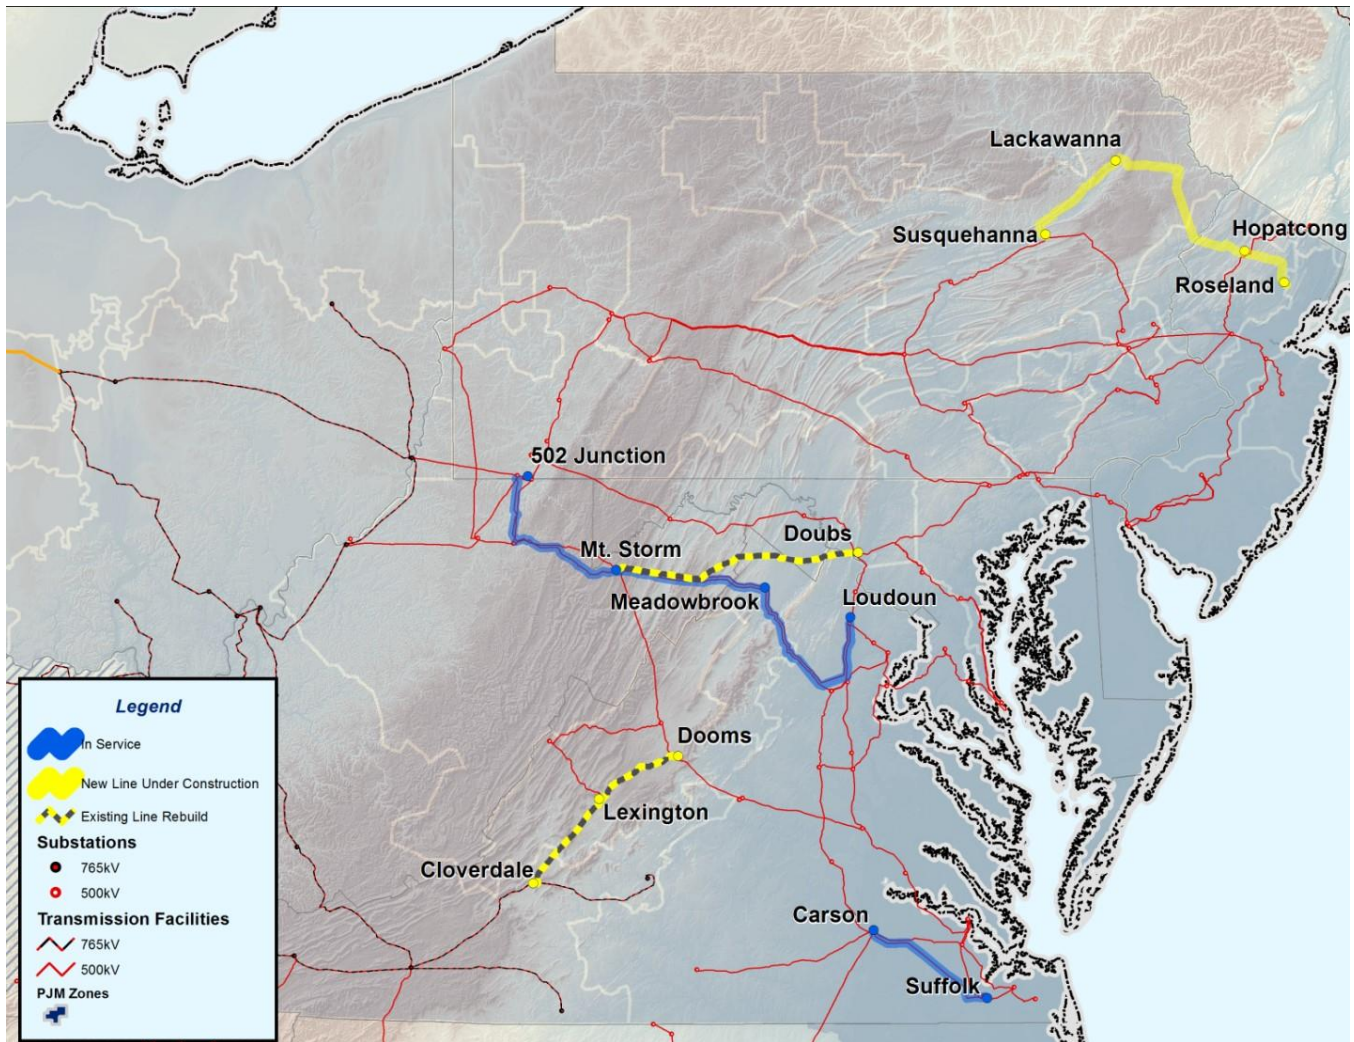 Lackawanna
Susquehanna
Hopatcong
Roseland
502 Junction
Mt. Storm
Doubs
Meadowbrook
Loudoun
Dooms
Lexington
Cloverdale
Carson
Suffolk
Legend
In Service
New Line Under Construction
Existing Line Rebuild
Substations
765kV
500kV
Transmission Facilities
765kV
500kV
PJM Zones